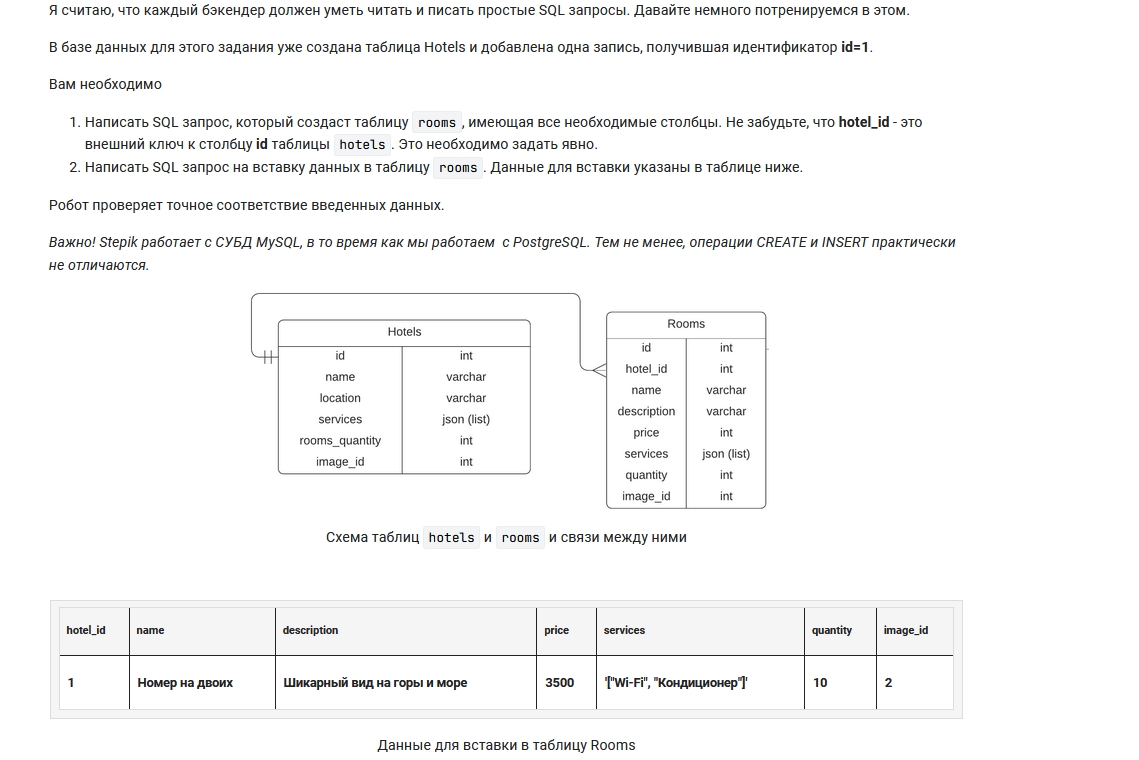 Я считаю, что каждый бэкендер должен уметь читать и писать простые SQL запросы. Давайте немного потренируемся в этом.
В базе данных для этого задания уже создана таблица Hotels и добавлена одна запись, получившая идентификатор id=1.
Вам необходимо
1. Написать SQL запрос, который создаст таблицу rooms , имеющая все необходимые столбцы. Не забудьте, что hotel_id - это
внешний ключ к столбцу id таблицы hotels . Это необходимо задать явно.
2. Написать SQL запрос на вставку данных в таблицу rooms . Данные для вставки указаны в таблице ниже.
Робот проверяет точное соответствие введенных данных.
Важно! Stepik работает с СУБД MySQL, в то время как мы работаем с PostgreSQL. Тем не менее, операции CREATE и INSERT практически
не отличаются.
Hotels
id int
name varchar
location varchar
services json (list)
rooms_quantity int
image_id int
Rooms
id int
hotel_id int
name varchar
description varchar
price int
services json (list)
quantity int
image_id int
Схема таблиц hotels и rooms и связи между ними
hotel_id name description price services quantity image_id
1 Номер на двоих Шикарный вид на горы и море 3500 '["Wi-Fi", "Кондиционер"]' 10 2
Данные для вставки в таблицу Rooms